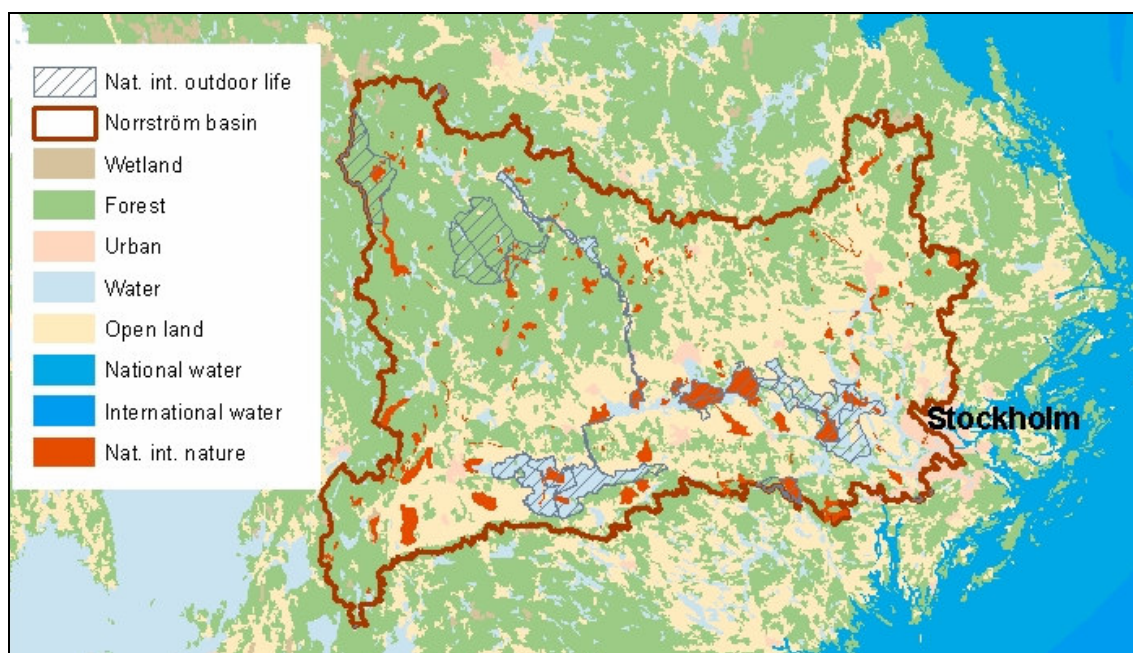 Nat. int. outdoor life
Norrström basin
Wetland
Forest
Urban
Water
Open land
National water
International water
Nat. int. nature
Stockholm